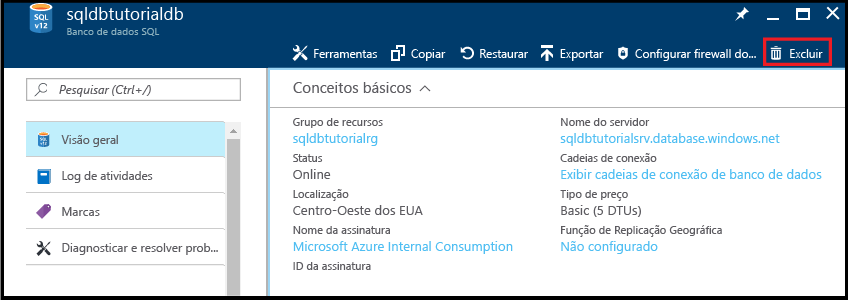 sqldbtutorialdb
Banco de dados SQL
Ferramentas Copiar Restaurar Exportar Configurar firewall do... Excluir
Pesquisar (Ctrl+/)
Visão geral
Log de atividades
Marcas
Diagnosticar e resolver prob...
Conceitos básicos
Grupo de recursos
sqldbtutorialrg
Status
Online
Localização
Centro-Oeste dos EUA
Nome da assinatura
Microsoft Azure Internal Consumption
ID da assinatura
Nome do servidor
sqldbtutorialsrv.database.windows.net
Cadeias de conexão
Exibir cadeias de conexão de banco de dados
Tipo de preço
Basic (5 DTUs)
Função de Replicação Geográfica
Não configurado